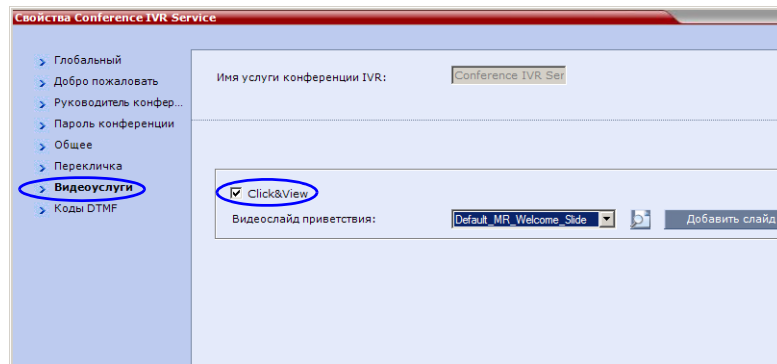 Свойства Conference IVR Service
Глобальный
Добро пожаловать
Руководитель конфер...
Пароль конференции
Общее
Перекличка
Видеоуслуги
Коды DTMF
Имя услуги конференции IVR:
Conference IVR Ser
Click&View
Видеослайд приветствия:
Default_MR_Welcome_Slide
Добавить слайд